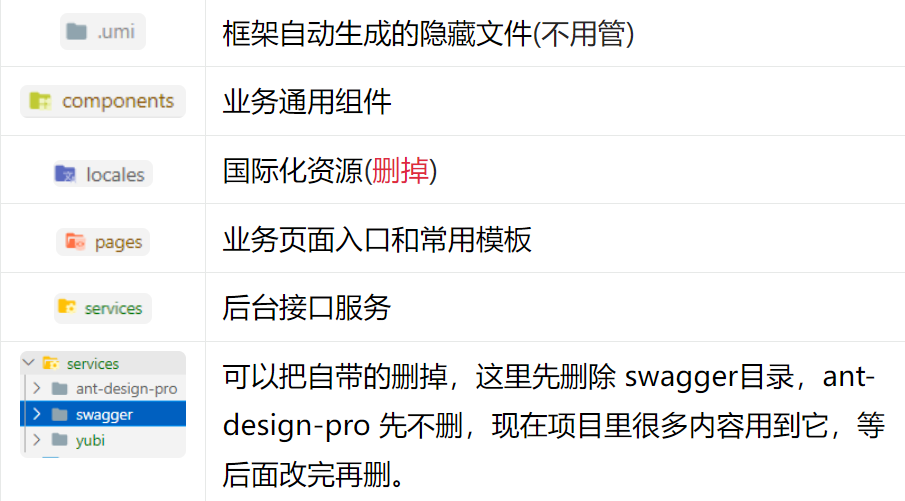 .umi
框架自动生成的隐藏文件(不用管)
components
业务通用组件
locales
国际化资源(删掉)
pages
业务页面入口和常用模板
services
后台接口服务
services
ant-design-pro
swagger
yubi
可以把自带的删掉，这里先删除 swagger目录，ant-
design-pro 先不删，现在项目里很多内容用到它，等
后面改完再删。